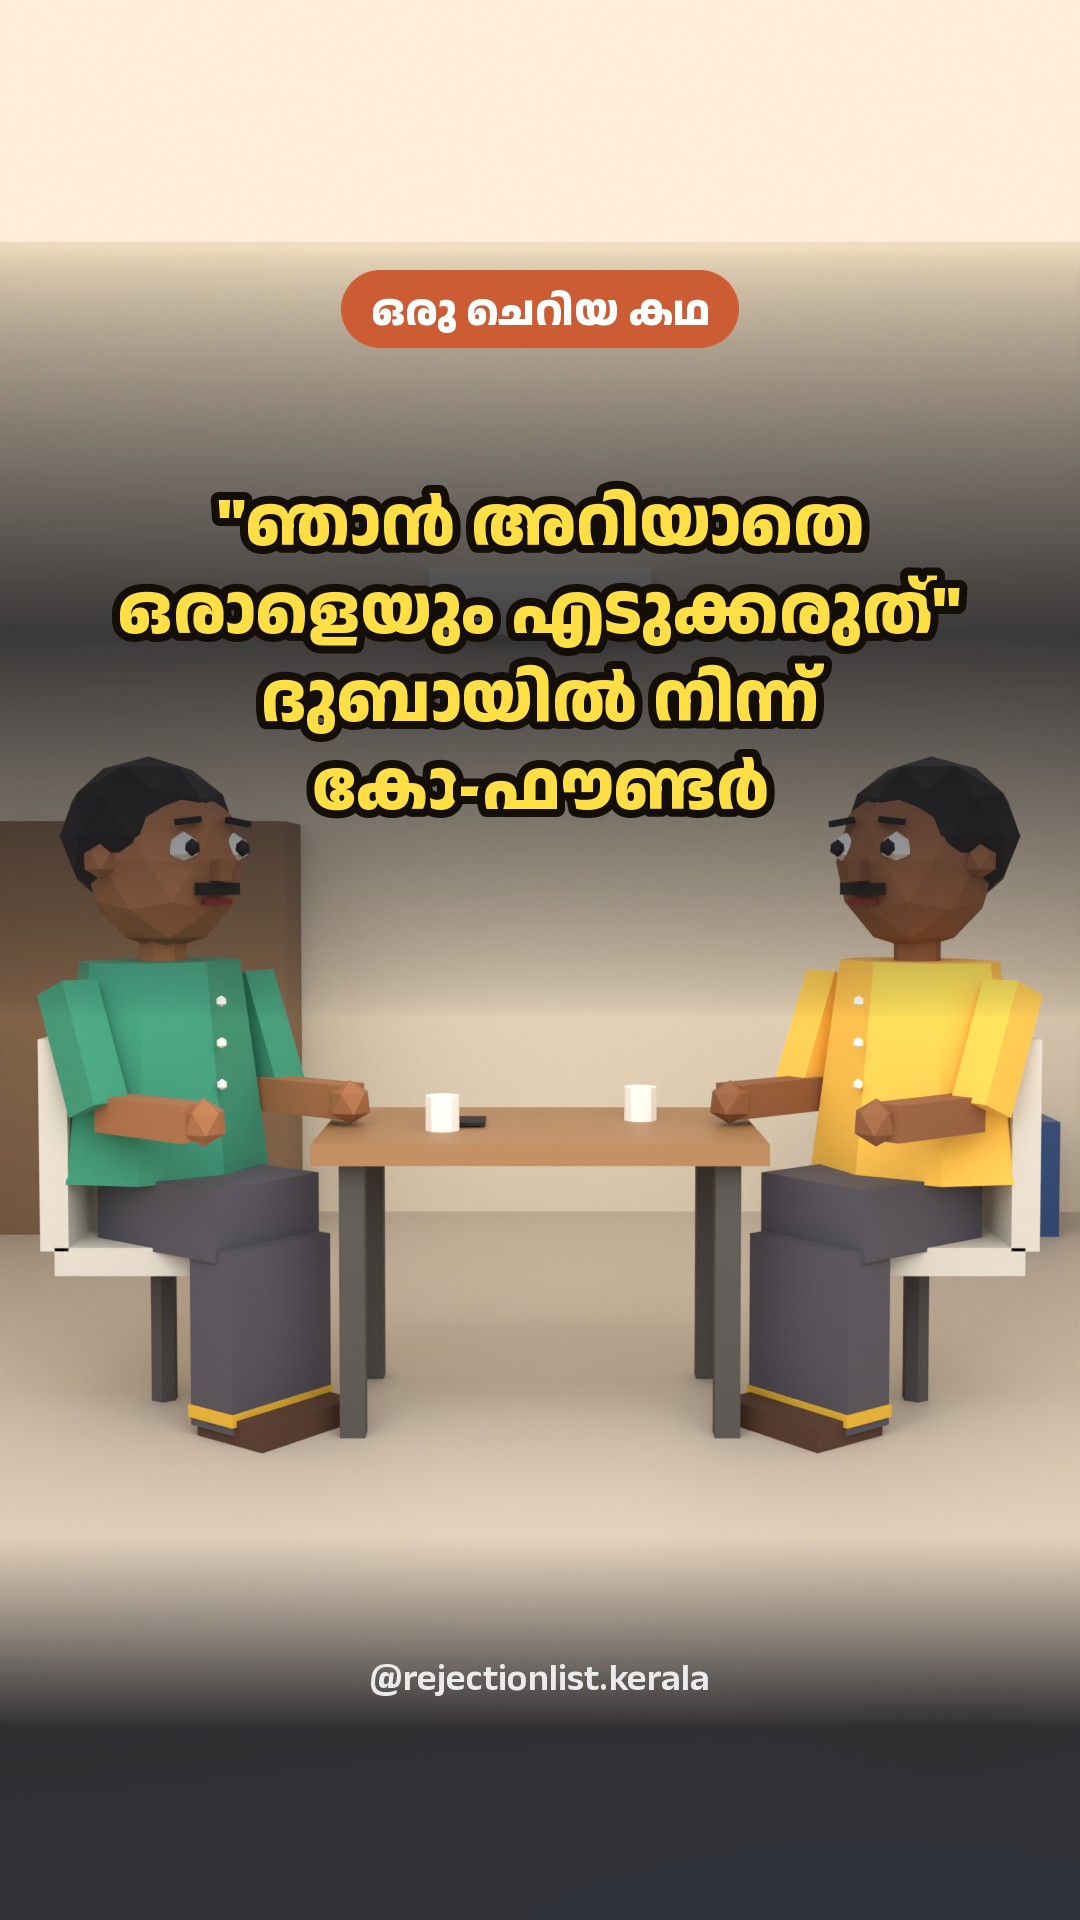 ഒരു ചെറിയ കഥ
"ഞാൻ അറിയാതെ
ഒരാളെയും എടുക്കരുത്"
ദുബായിൽ നിന്ന്
കോ-ഫൗണ്ടർ
@rejectionlist.kerala